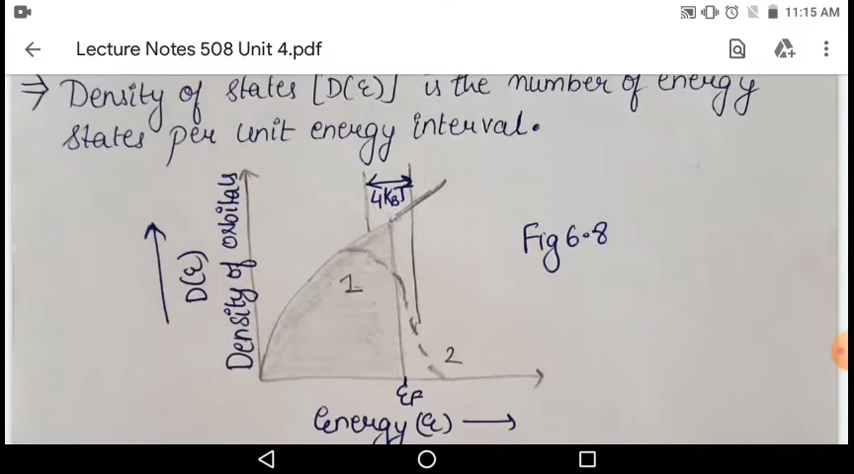 11:15 AM
Lecture Notes 508 Unit 4.pdf
⇒ Density of states [D(ε)] is the number of energy
states per unit energy interval.
4KBT
D(ε)
Density of orbitals
Fig 6.8
1
2
εF
Energy (ε) →